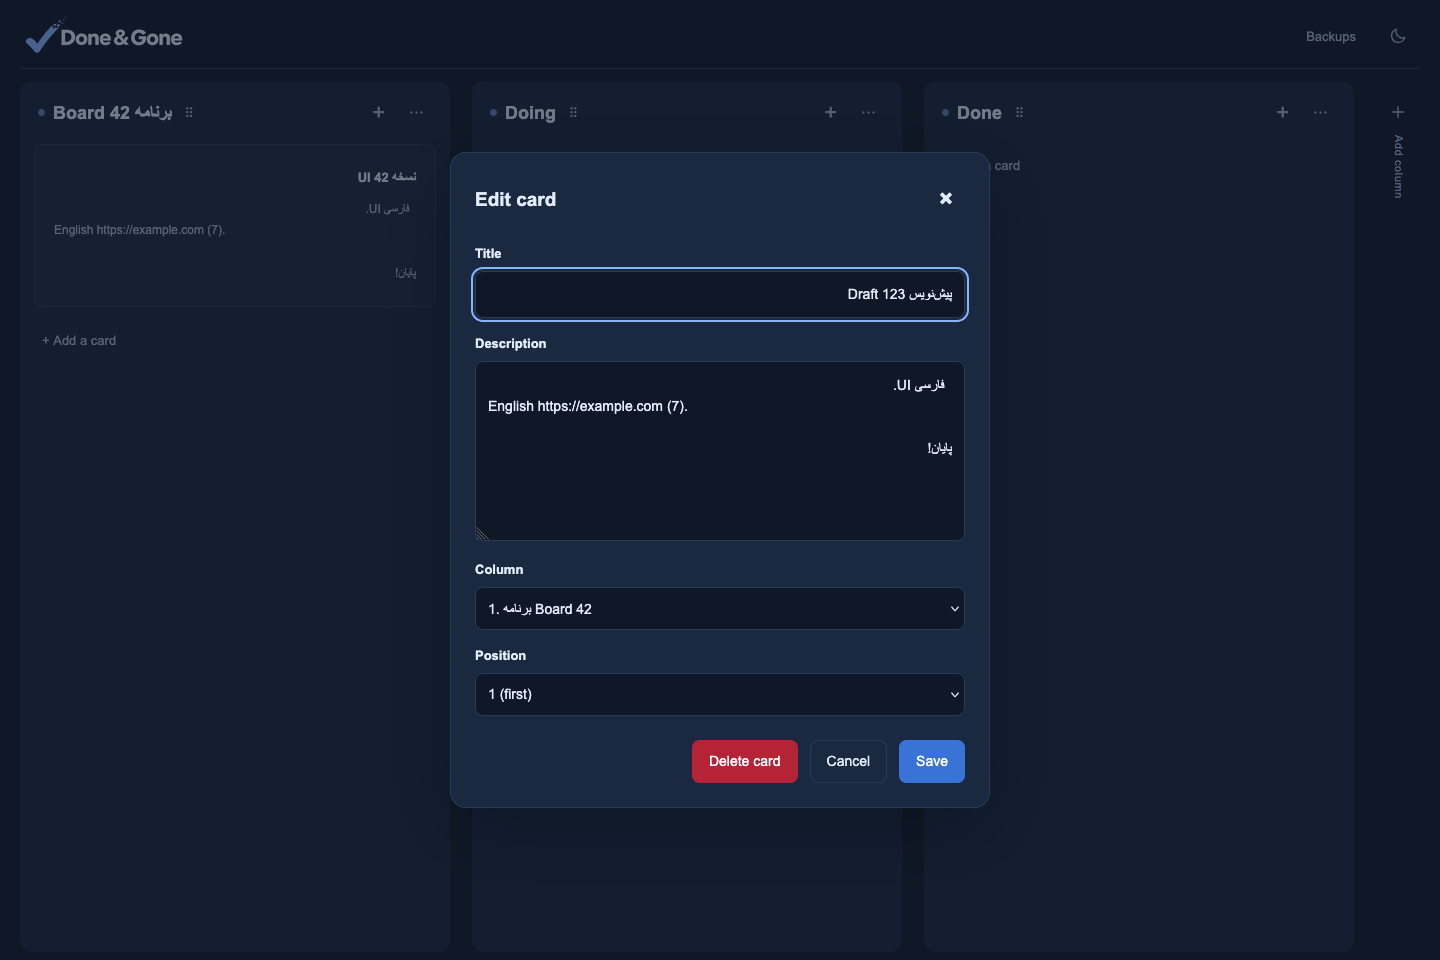 Done & Gone
Backups
برنامه Board 42
+
...
Doing
+
...
Done
+
...
+
Add column
نسخه UI 42
فارسی UI.
English https://example.com (7).
پایان!
+ Add a card
card
Edit card
Title
پیش‌نویس Draft 123
Description
فارسی UI.
English https://example.com (7).
پایان!
Column
1. برنامه Board 42
Position
1 (first)
Delete card
Cancel
Save